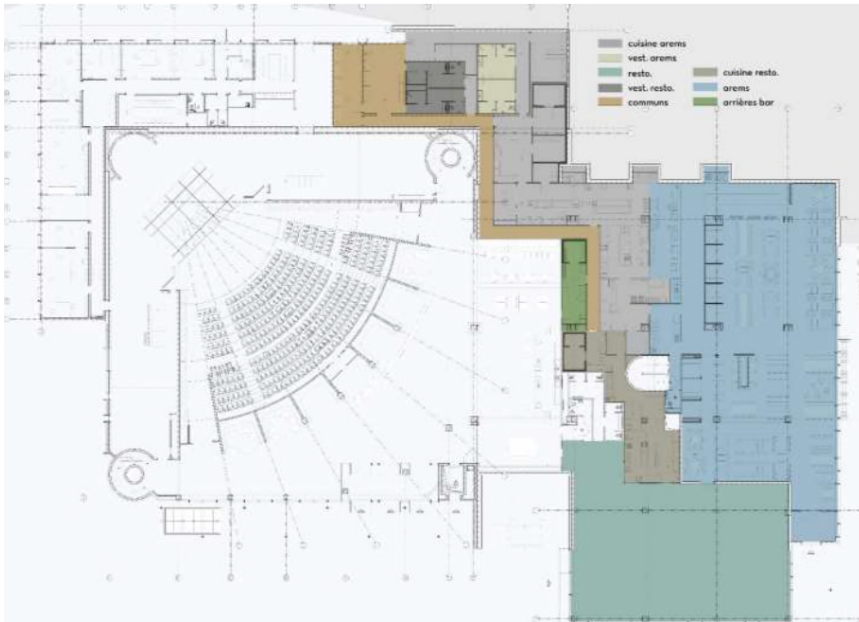 cuisine arems
vest. arems
resto.
cuisine resto.
vest. resto.
arems
communs
arrières bar